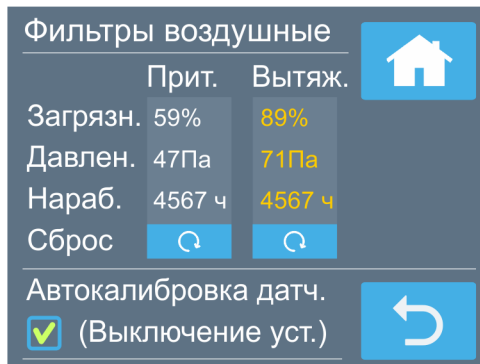 Фильтры воздушные
Прит. Вытяж.
Загрязн. 59% 89%
Давлен. 47Па 71Па
Нараб. 4567 ч 4567 ч
Сброс
Автокалибровка датч.
(Выключение уст.)